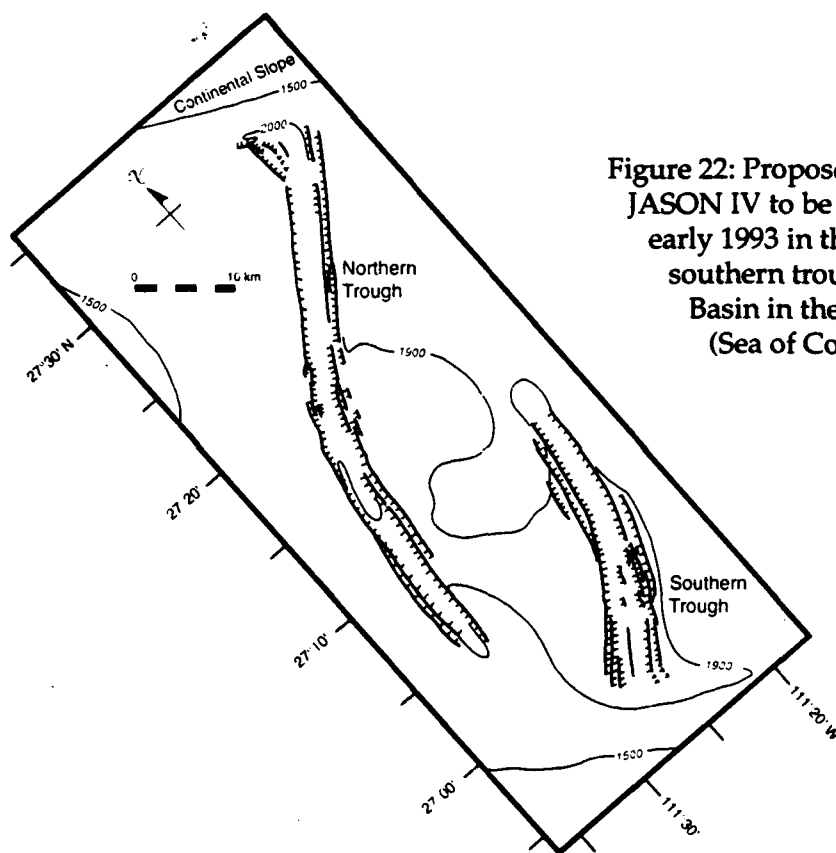 Continental Slope
1500
2000
N
0 10 km
Northern
Trough
1500
27°30' N
1900
27 20'
Southern
Trough
27 10'
1900
111°20' W
27 00'
1500
111°30'
Figure 22: Propose
JASON IV to be
early 1993 in th
southern trou
Basin in the
(Sea of Co